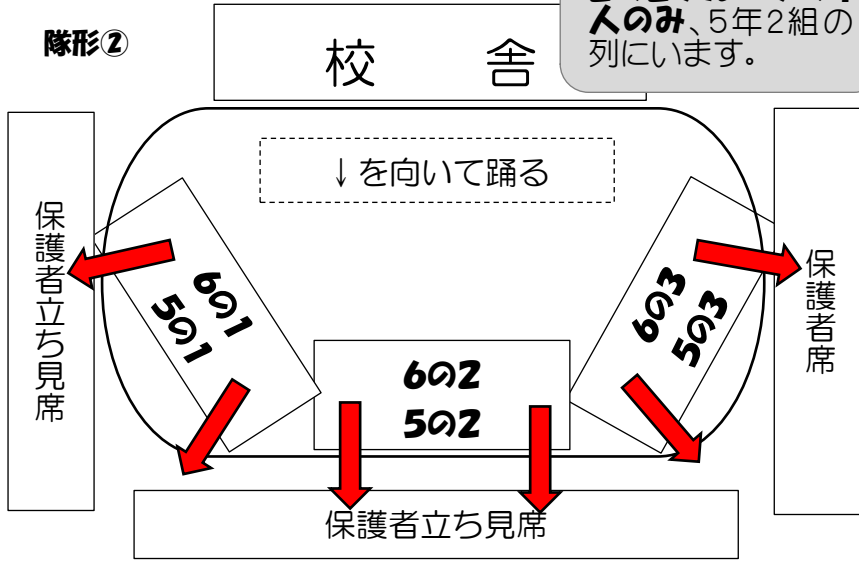 隊形②
校舎
人のみ、5年2組の
列にいます。
↓を向いて踊る
保護者立ち見席
6の1
5の1
6の2
5の2
6の3
5の3
保護者席
保護者立ち見席